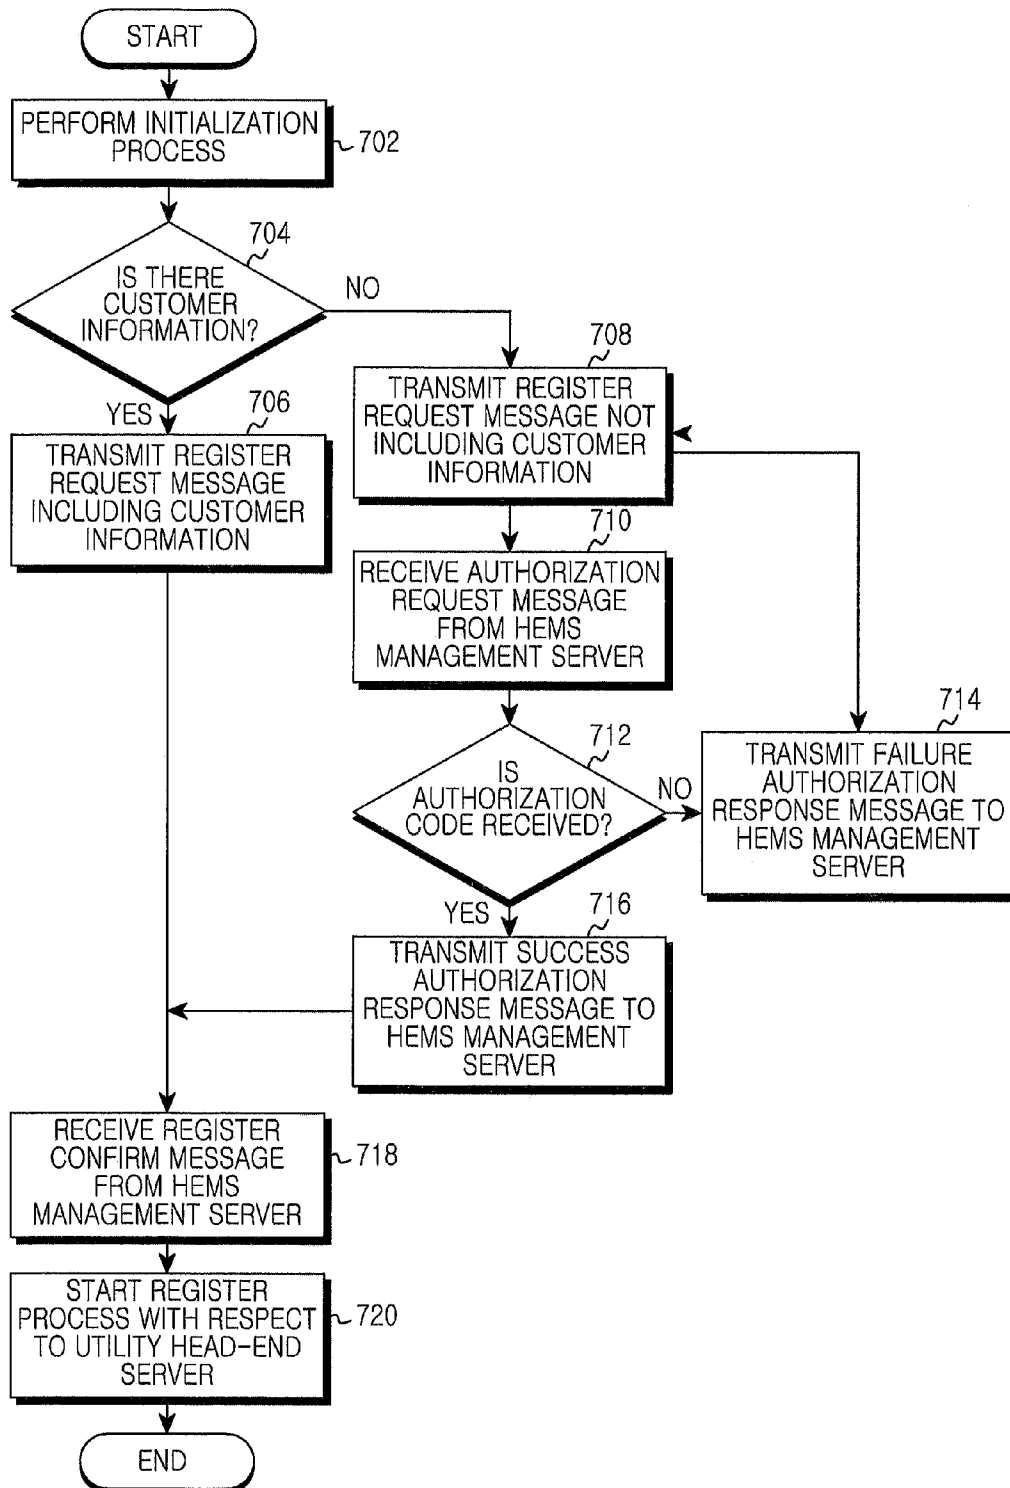 START
PERFORM INITIALIZATION
PROCESS
702
704
IS THERE
CUSTOMER
INFORMATION?
NO
YES
706
TRANSMIT REGISTER
REQUEST MESSAGE
INCLUDING CUSTOMER
INFORMATION
708
TRANSMIT REGISTER
REQUEST MESSAGE NOT
INCLUDING CUSTOMER
INFORMATION
710
RECEIVE AUTHORIZATION
REQUEST MESSAGE
FROM HEMS
MANAGEMENT SERVER
712
IS
AUTHORIZATION
CODE RECEIVED?
NO
714
TRANSMIT FAILURE
AUTHORIZATION
RESPONSE MESSAGE TO
HEMS MANAGEMENT
SERVER
YES
716
TRANSMIT SUCCESS
AUTHORIZATION
RESPONSE MESSAGE TO
HEMS MANAGEMENT
SERVER
RECEIVE REGISTER
CONFIRM MESSAGE
FROM HEMS
MANAGEMENT SERVER
718
START REGISTER
PROCESS WITH RESPECT
TO UTILITY HEAD-END
SERVER
720
END